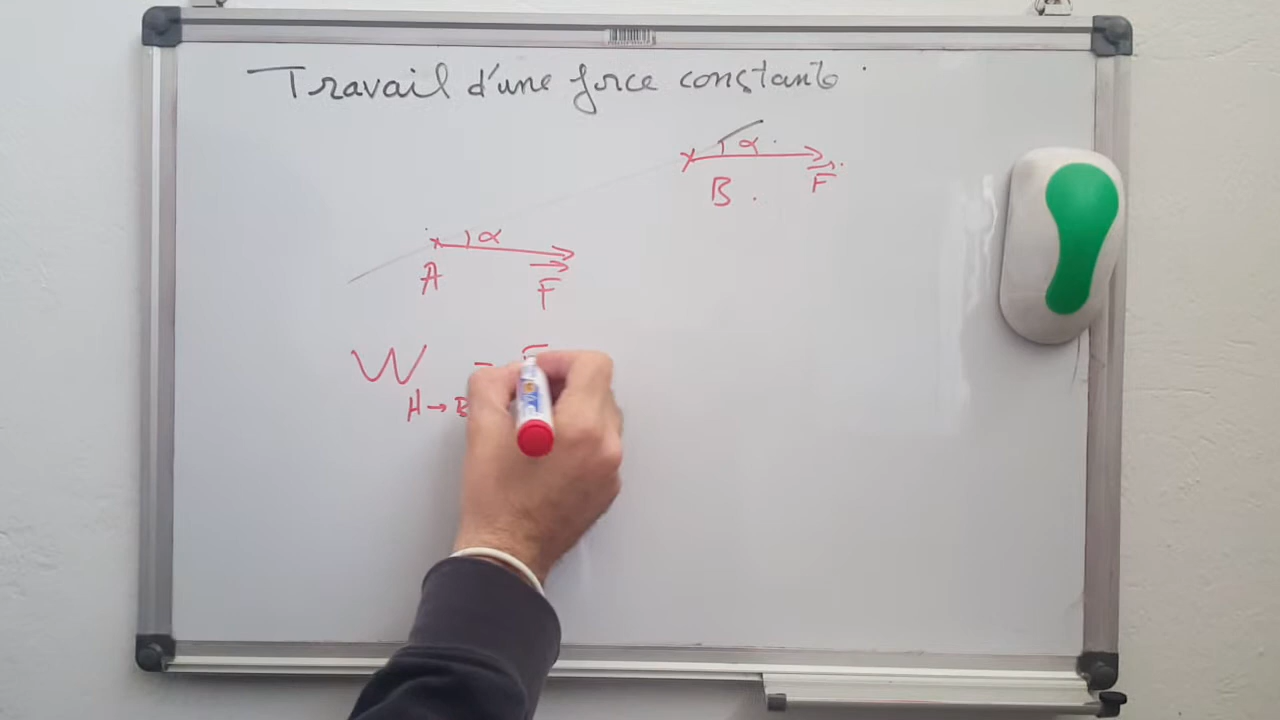 Travail d'une force constante
α
B
F
α
A
F
W =
A → B